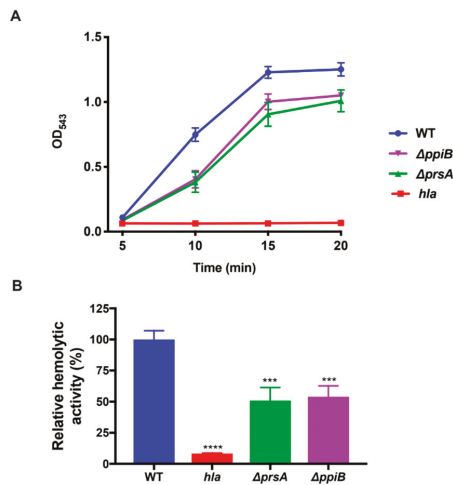 A
1.5
1.0
0.5
0.0
OD543
5
10
15
20
Time (min)
WT
ΔppiB
ΔprsA
hla
B
125
100
75
50
25
0
Relative hemolytic
activity (%)
****
***
***
WT
hla
ΔprsA
ΔppiB